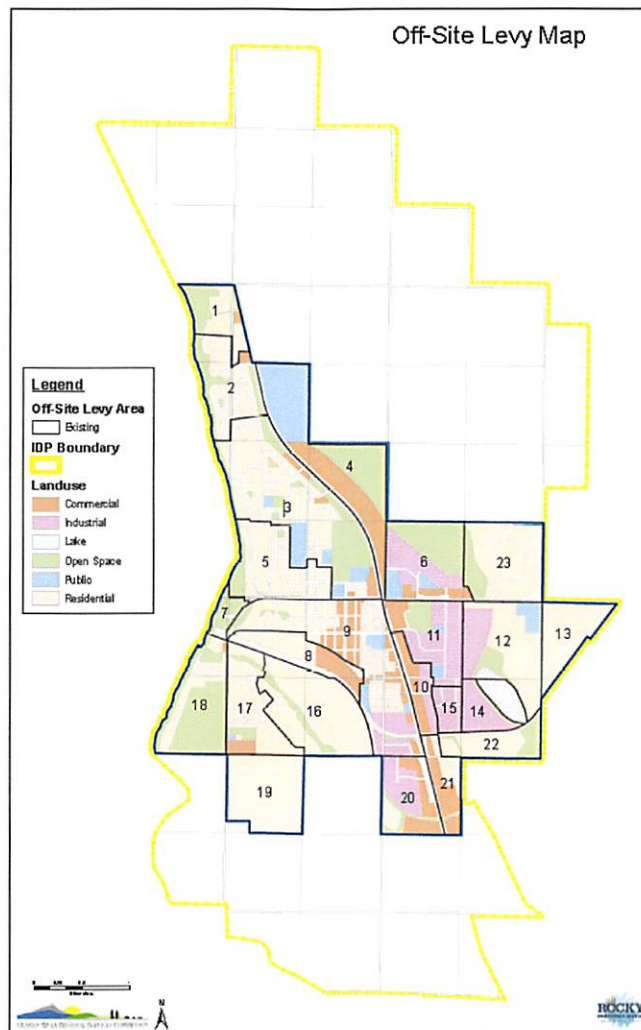 Off-Site Levy Map
1
2
4
3
5
6
23
7
9
11
12
13
8
10
18
17
16
15
14
22
19
20
21
Legend
Off-Site Levy Area
Existing
IDP Boundary
Landuse
Commercial
Industrial
Lake
Open Space
Public
Residential
N
ROCKY